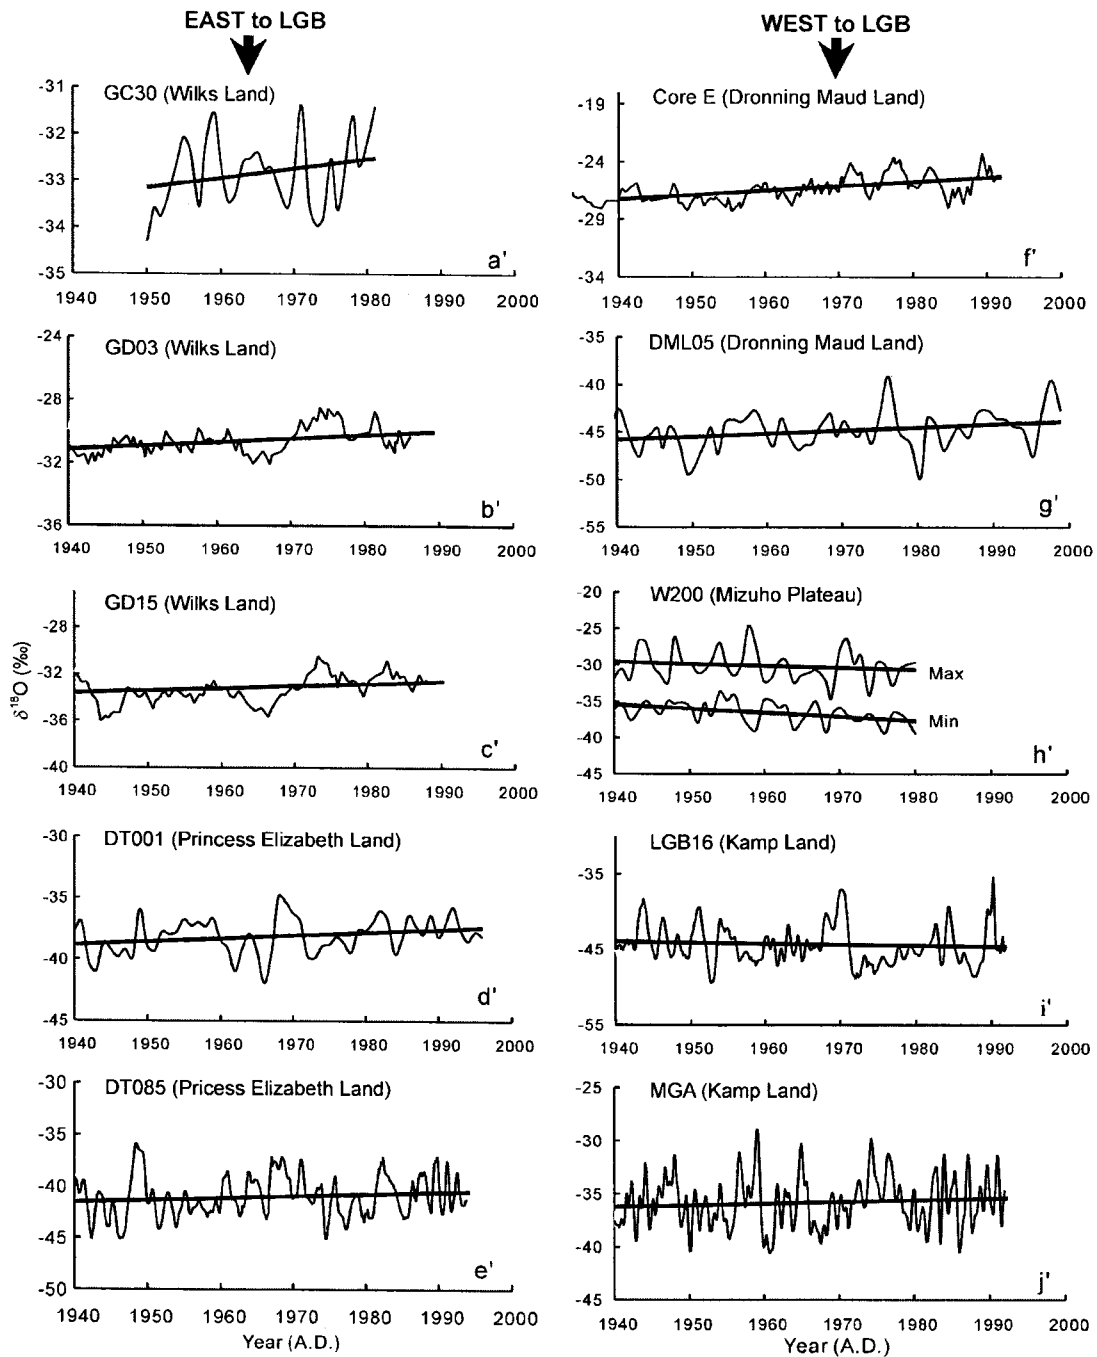 EAST to LGB
-31
-32
-33
-34
-35
GC30 (Wilks Land)
a'
1940 1950 1960 1970 1980 1990 2000
-24
-28
-32
-36
GD03 (Wilks Land)
b'
1940 1950 1960 1970 1980 1990 2000
-28
-32
-36
-40
GD15 (Wilks Land)
δ18O (‰)
c'
1940 1950 1960 1970 1980 1990 2000
-30
-35
-40
-45
DT001 (Princess Elizabeth Land)
d'
1940 1950 1960 1970 1980 1990 2000
-30
-35
-40
-45
-50
DT085 (Pricess Elizabeth Land)
e'
1940 1950 1960 1970 1980 1990 2000
Year (A.D.)
WEST to LGB
-19
-24
-29
-34
Core E (Dronning Maud Land)
f'
1940 1950 1960 1970 1980 1990 2000
-35
-40
-45
-50
-55
DML05 (Dronning Maud Land)
g'
1940 1950 1960 1970 1980 1990 2000
-20
-25
-30
-35
-40
-45
W200 (Mizuho Plateau)
Max
Min
h'
1940 1950 1960 1970 1980 1990 2000
-35
-45
-55
LGB16 (Kamp Land)
i'
1940 1950 1960 1970 1980 1990 2000
-25
-30
-35
-40
-45
MGA (Kamp Land)
j'
1940 1950 1960 1970 1980 1990 2000
Year (A.D.)